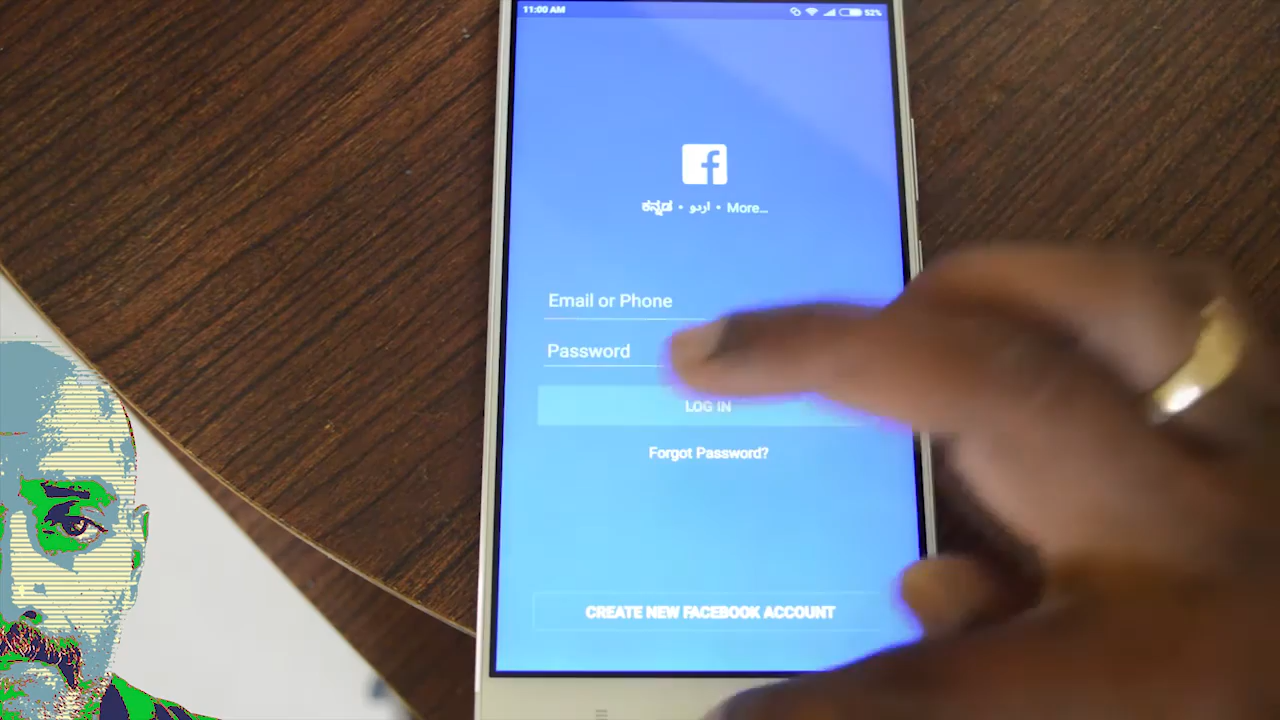 11:00 AM 52%
ಕನ್ನಡ • اردو • More...
Email or Phone
Password
LOG IN
Forgot Password?
CREATE NEW FACEBOOK ACCOUNT